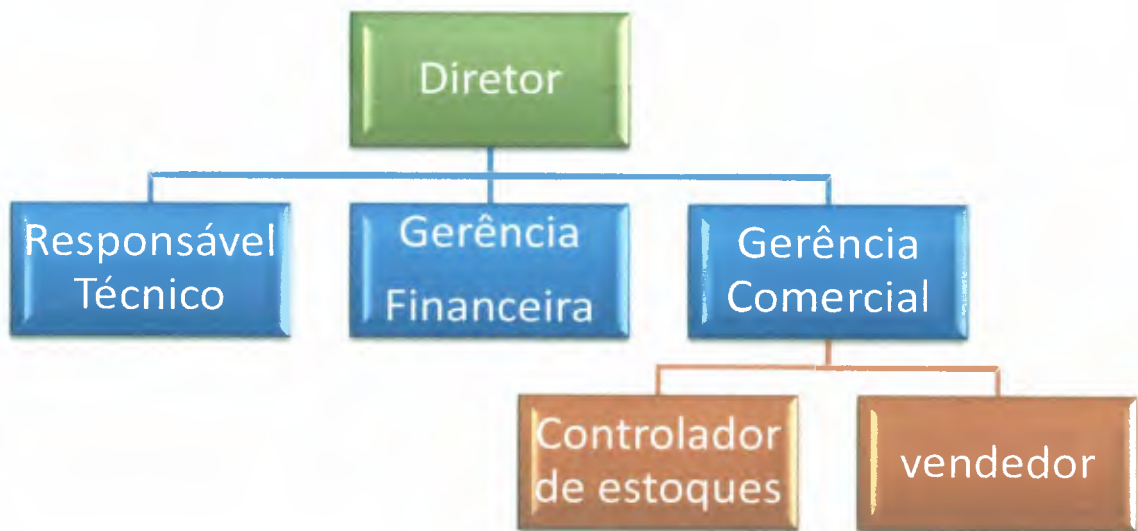 Diretor
Responsável
Técnico
Gerência
Financeira
Gerência
Comercial
Controlador
de estoques
vendedor